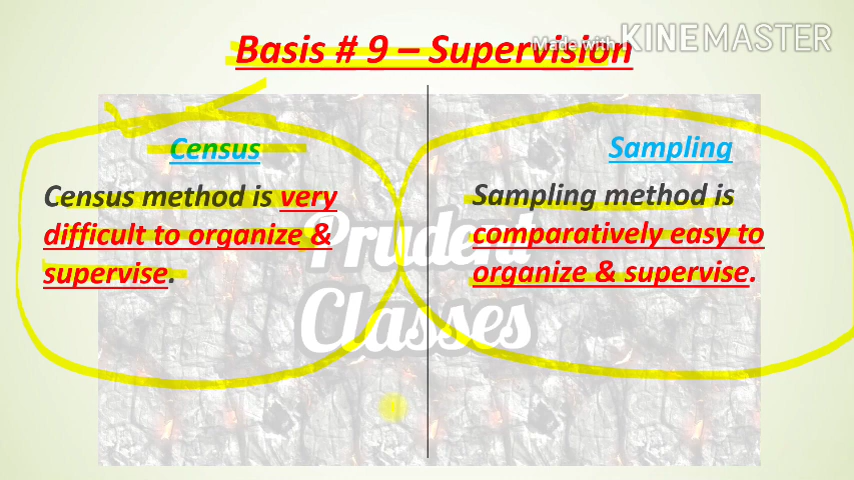 Basis # 9 – Supervision
Made with KINEMASTER
Census
Census method is very
difficult to organize &
supervise.
Sampling
Sampling method is
comparatively easy to
organize & supervise.
Prudent
Classes